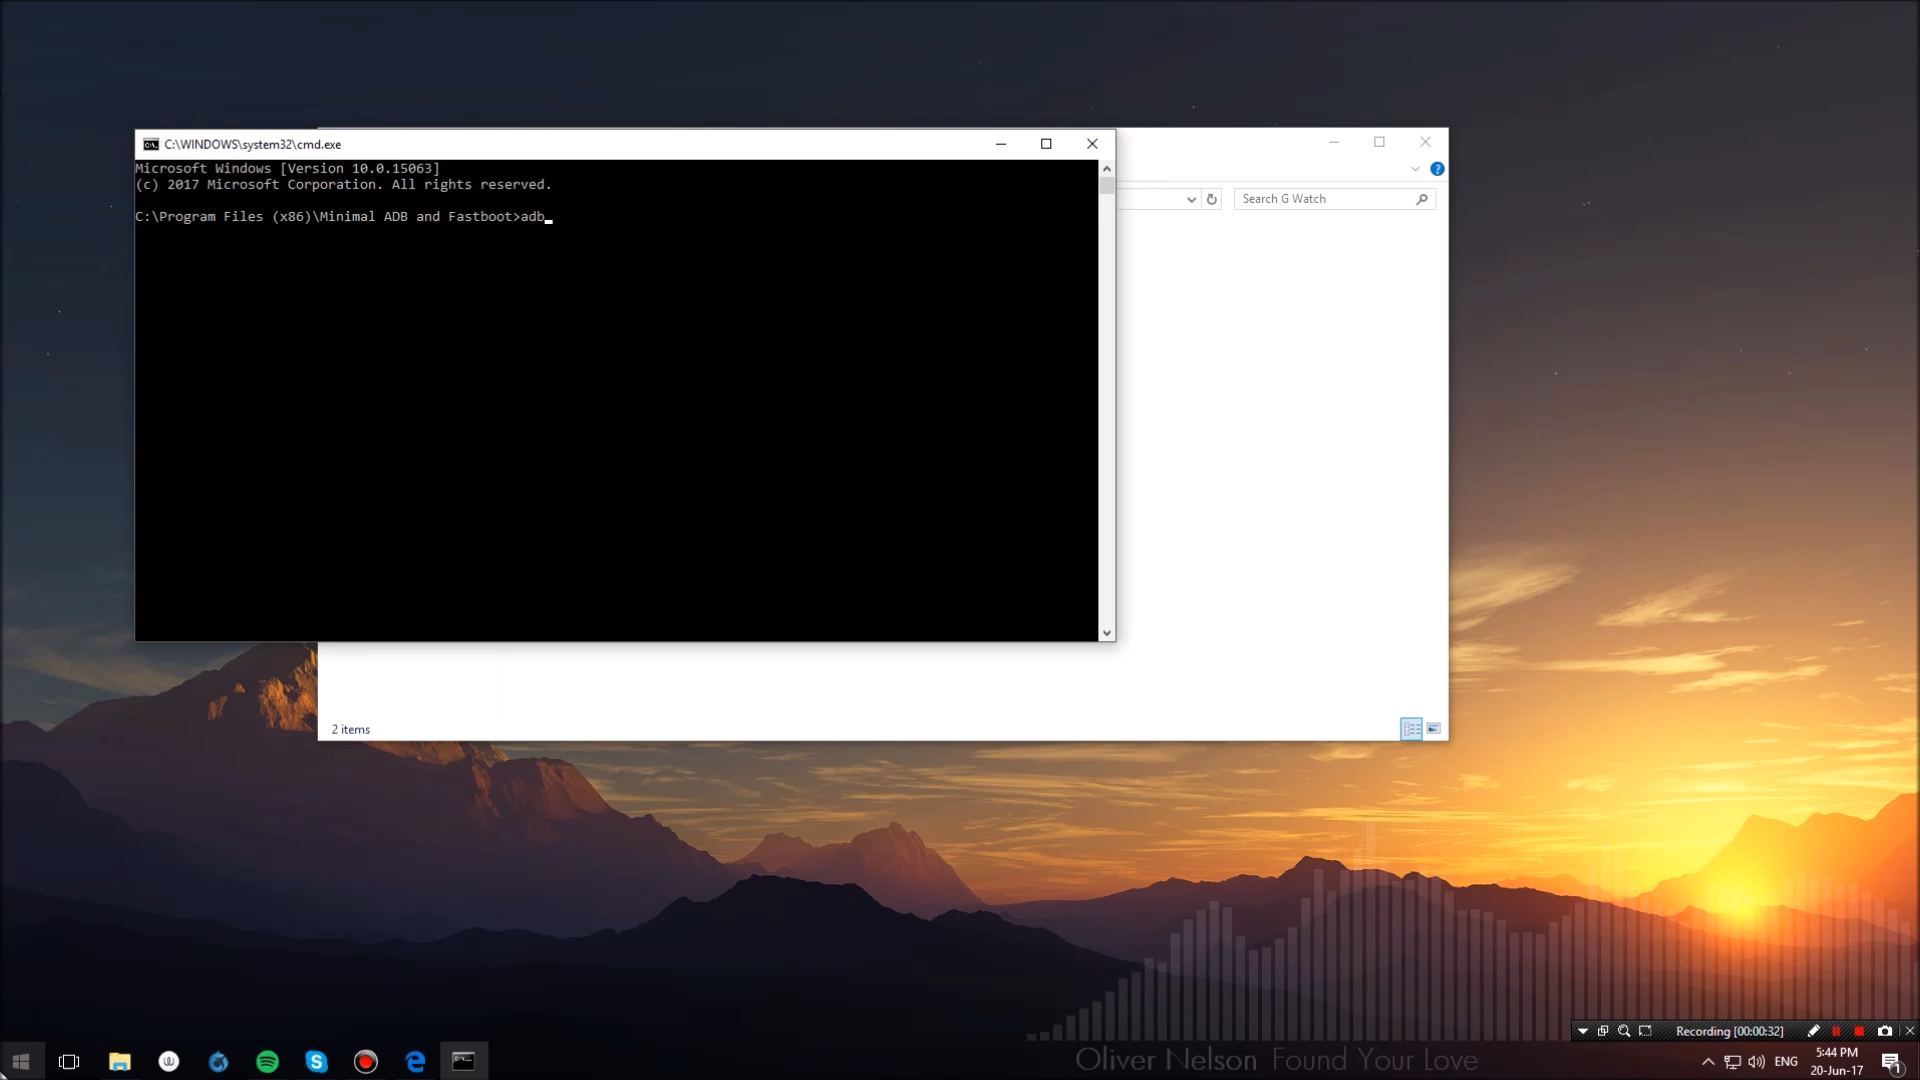 C:\WINDOWS\system32\cmd.exe
Microsoft Windows [Version 10.0.15063]
(c) 2017 Microsoft Corporation. All rights reserved.
C:\Program Files (x86)\Minimal ADB and Fastboot>adb_
Search G Watch
2 items
Recording [00:00:32]
Oliver Nelson Found Your Love
ENG
5:44 PM
20-Jun-17
1